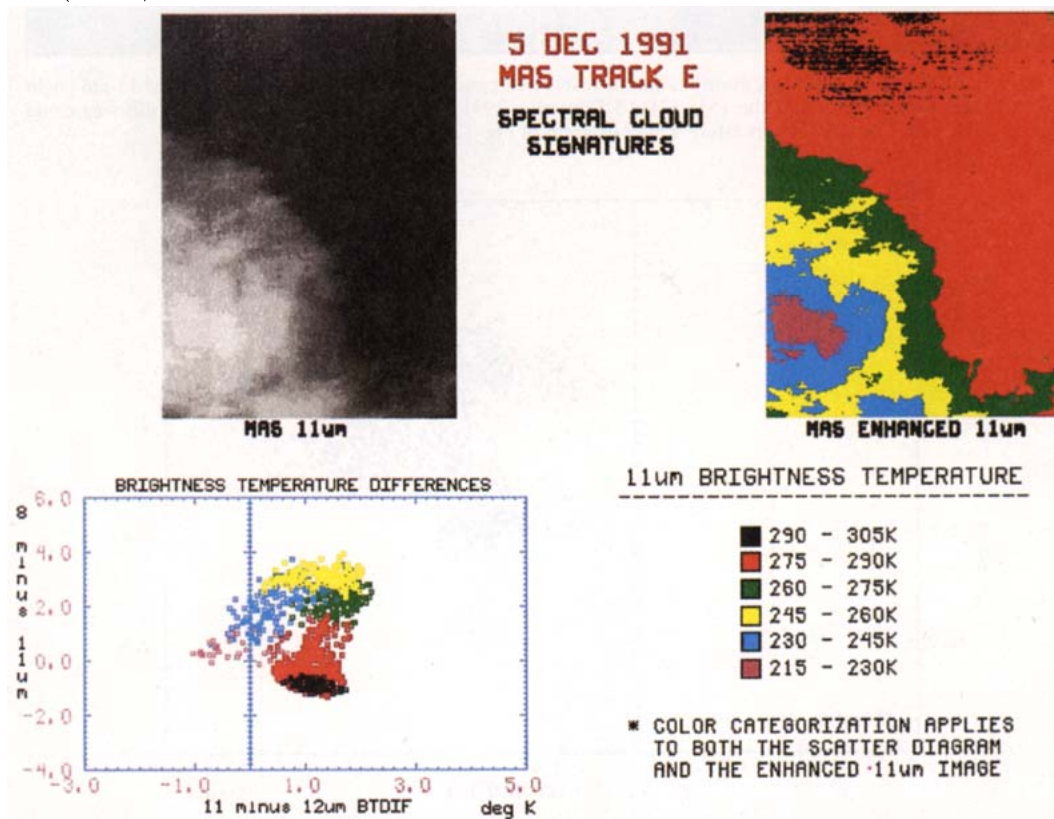 5 DEC 1991
MAS TRACK E
SPECTRAL CLOUD
SIGNATURES
MAS 11um
MAS ENHANCED 11um
BRIGHTNESS TEMPERATURE DIFFERENCES
8 minus 11um
6.0
4.0
2.0
0.0
-2.0
-4.0
-3.0
-1.0
1.0
3.0
5.0
11 minus 12um BTDIF
deg K
11um BRIGHTNESS TEMPERATURE
290 - 305K
275 - 290K
260 - 275K
245 - 260K
230 - 245K
215 - 230K
* COLOR CATEGORIZATION APPLIES
TO BOTH THE SCATTER DIAGRAM
AND THE ENHANCED 11um IMAGE